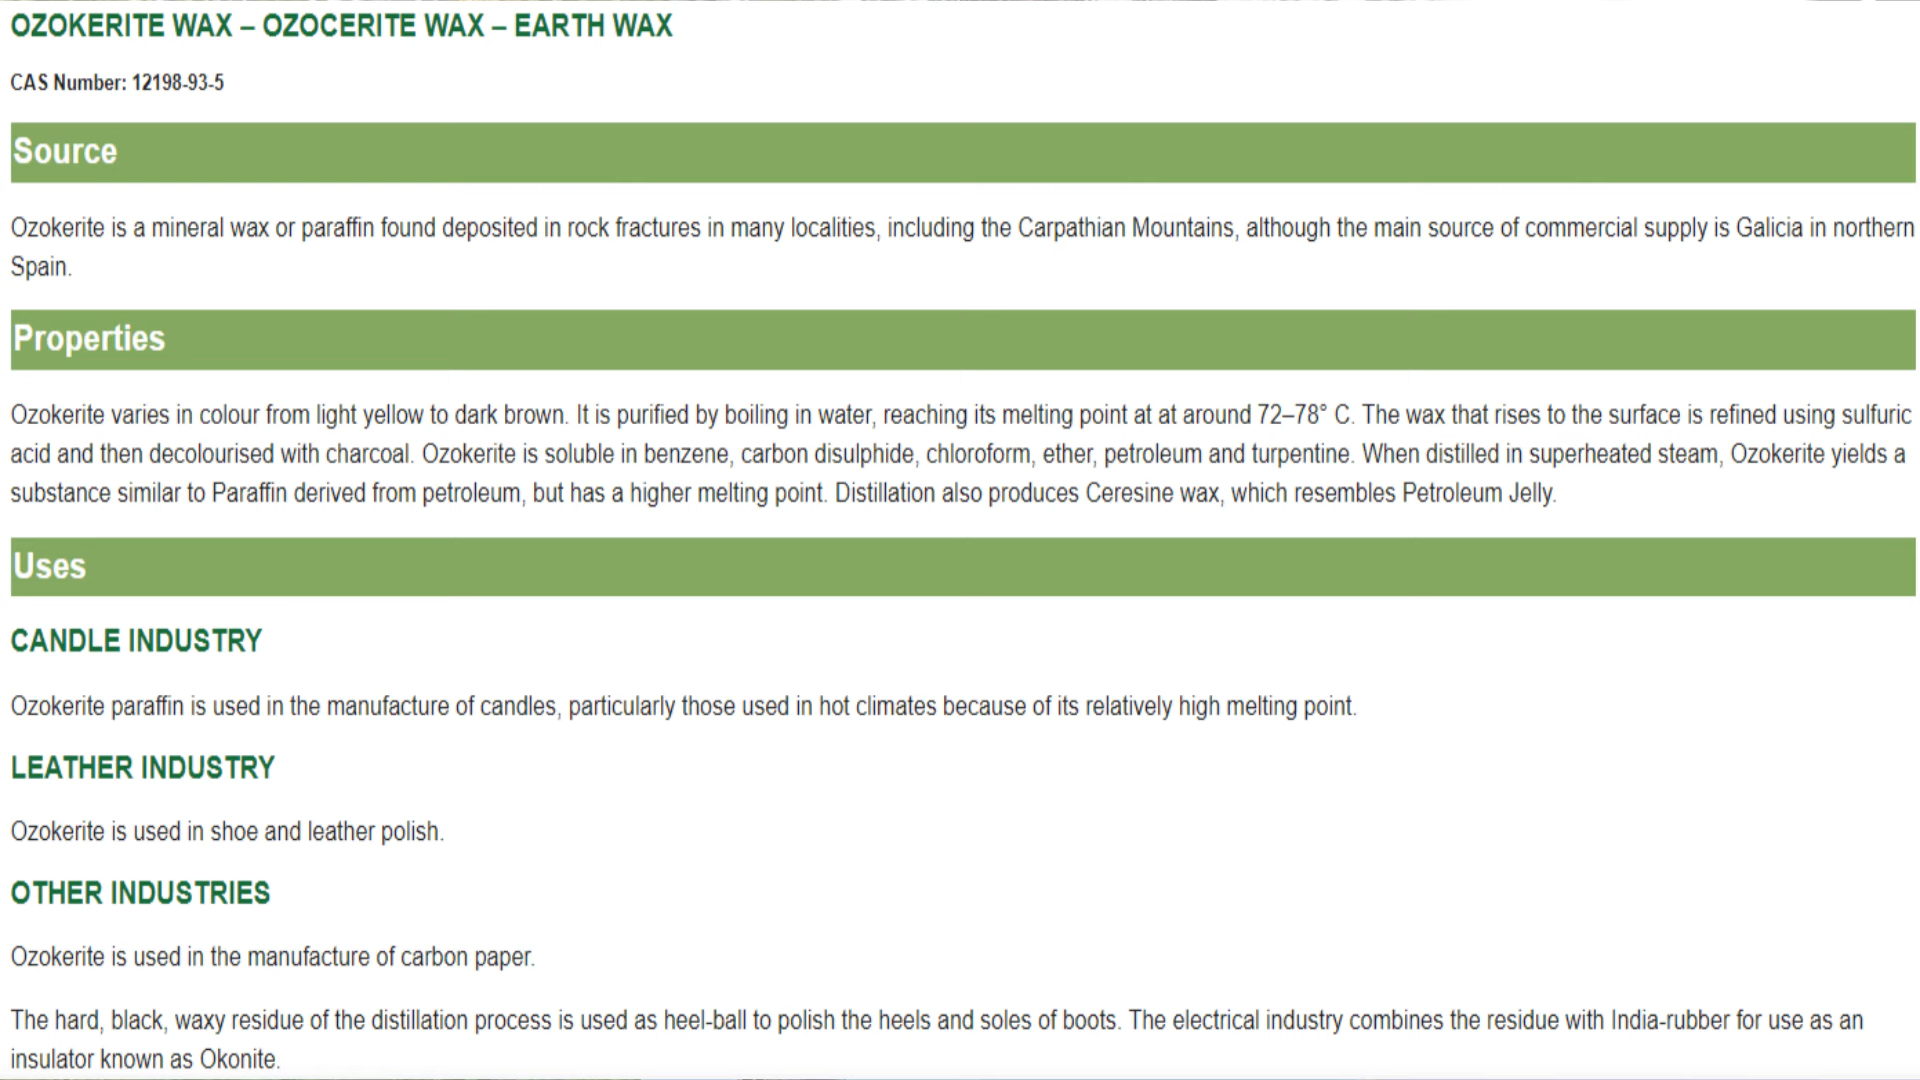 OZOKERITE WAX – OZOCERITE WAX – EARTH WAX
CAS Number: 12198-93-5
Source
Ozokerite is a mineral wax or paraffin found deposited in rock fractures in many localities, including the Carpathian Mountains, although the main source of commercial supply is Galicia in northern
Spain.
Properties
Ozokerite varies in colour from light yellow to dark brown. It is purified by boiling in water, reaching its melting point at at around 72–78° C. The wax that rises to the surface is refined using sulfuric
acid and then decolourised with charcoal. Ozokerite is soluble in benzene, carbon disulphide, chloroform, ether, petroleum and turpentine. When distilled in superheated steam, Ozokerite yields a
substance similar to Paraffin derived from petroleum, but has a higher melting point. Distillation also produces Ceresine wax, which resembles Petroleum Jelly.
Uses
CANDLE INDUSTRY
Ozokerite paraffin is used in the manufacture of candles, particularly those used in hot climates because of its relatively high melting point.
LEATHER INDUSTRY
Ozokerite is used in shoe and leather polish.
OTHER INDUSTRIES
Ozokerite is used in the manufacture of carbon paper.
The hard, black, waxy residue of the distillation process is used as heel-ball to polish the heels and soles of boots. The electrical industry combines the residue with India-rubber for use as an
insulator known as Okonite.